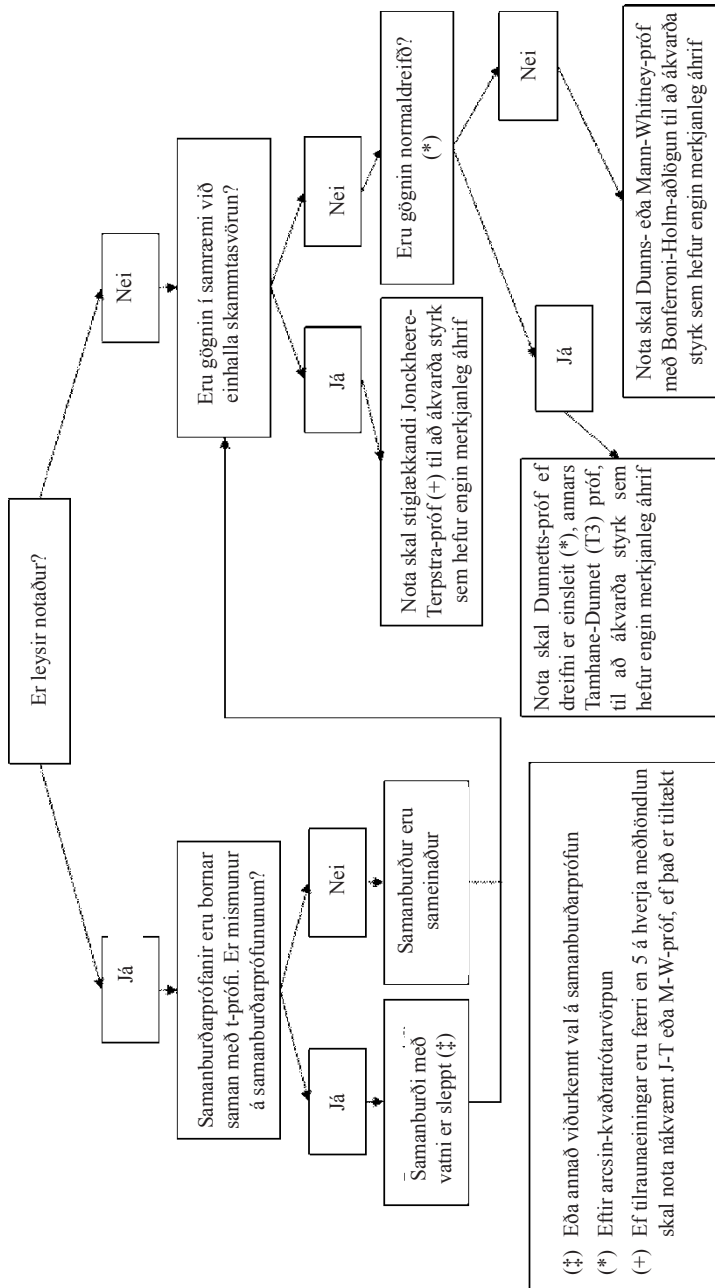 Er leysir notaður?
Já
Nei
Samanburðarprófanir eru bornar
saman með t-prófi. Er mismunur
á samanburðarprófununum?
Já
Nei
Samanburði með
vatni er sleppt (‡)
Samanburður eru
sameinaður
Eru gögnin í samræmi við
einhalla skammtasvörun?
Já
Nei
Nota skal stiglækkandi Jonckheere-
Terpstra-próf (+) til að ákvarða styrk
sem hefur engin merkjanleg áhrif
Eru gögnin normaldreifð?
(*)
Já
Nei
Nota skal Dunnetts-próf ef
dreifni er einsleit (*), annars
Tamhane-Dunnet (T3) próf,
til að ákvarða styrk sem
hefur engin merkjanleg áhrif
Nota skal Dunns- eða Mann-Whitney-próf
með Bonferroni-Holm-aðlögun til að ákvarða
styrk sem hefur engin merkjanleg áhrif
(‡) Eða annað viðurkennt val á samanburðarprófun
(*) Eftir arcsin-kvaðratrótarvörpun
(+) Ef tilraunaeiningar eru færri en 5 á hverja meðhöndlun
skal nota nákvæmt J-T eða M-W-próf, ef það er tiltækt